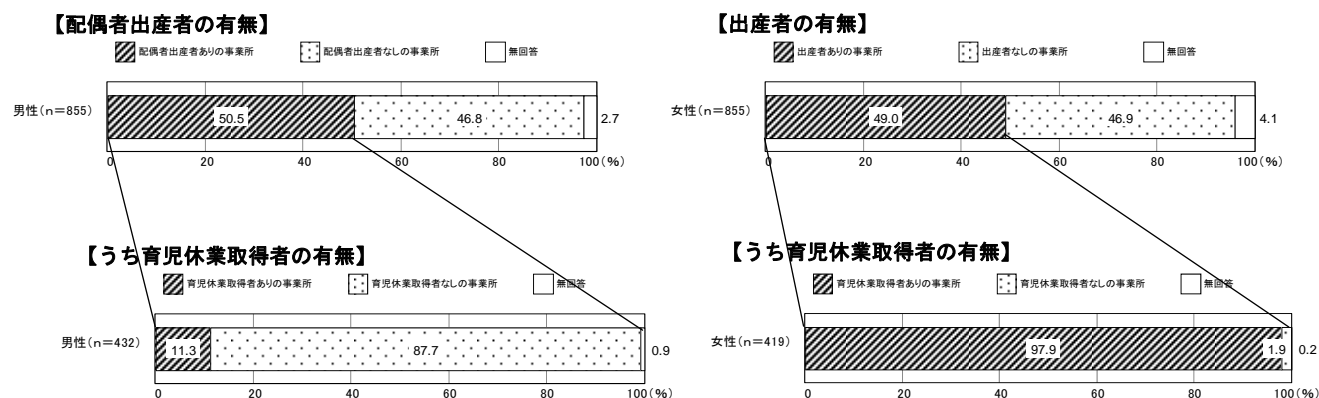 【配偶者出産者の有無】
配偶者出産者ありの事業所 配偶者出産者なしの事業所 無回答
男性(n=855) 50.5 46.8 2.7
0 20 40 60 80 100(%)
【うち育児休業取得者の有無】
育児休業取得者ありの事業所 育児休業取得者なしの事業所 無回答
男性(n=432) 11.3 87.7 0.9
0 20 40 60 80 100(%)
【出産者の有無】
出産者ありの事業所 出産者なしの事業所 無回答
女性(n=855) 49.0 46.9 4.1
0 20 40 60 80 100(%)
【うち育児休業取得者の有無】
育児休業取得者ありの事業所 育児休業取得者なしの事業所 無回答
女性(n=419) 97.9 1.9 0.2
0 20 40 60 80 100(%)